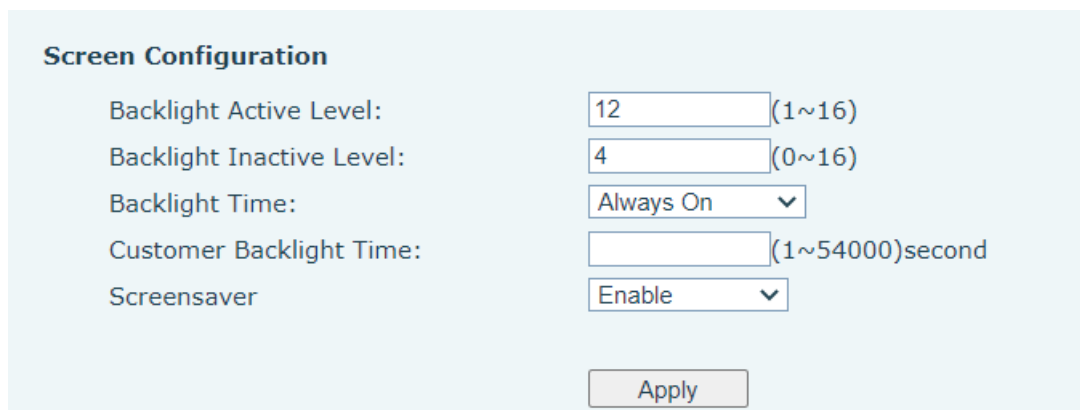 Screen Configuration
Backlight Active Level: 12 (1~16)
Backlight Inactive Level: 4 (0~16)
Backlight Time: Always On
Customer Backlight Time: (1~54000)second
Screensaver Enable
Apply